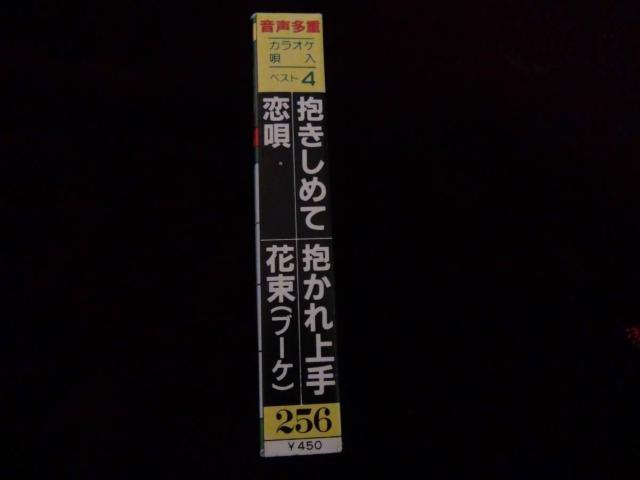 音声多重
カラオケ
唄入
ベスト4
抱きしめて
恋唄
抱かれ上手
花束(ブーケ)
256
¥450